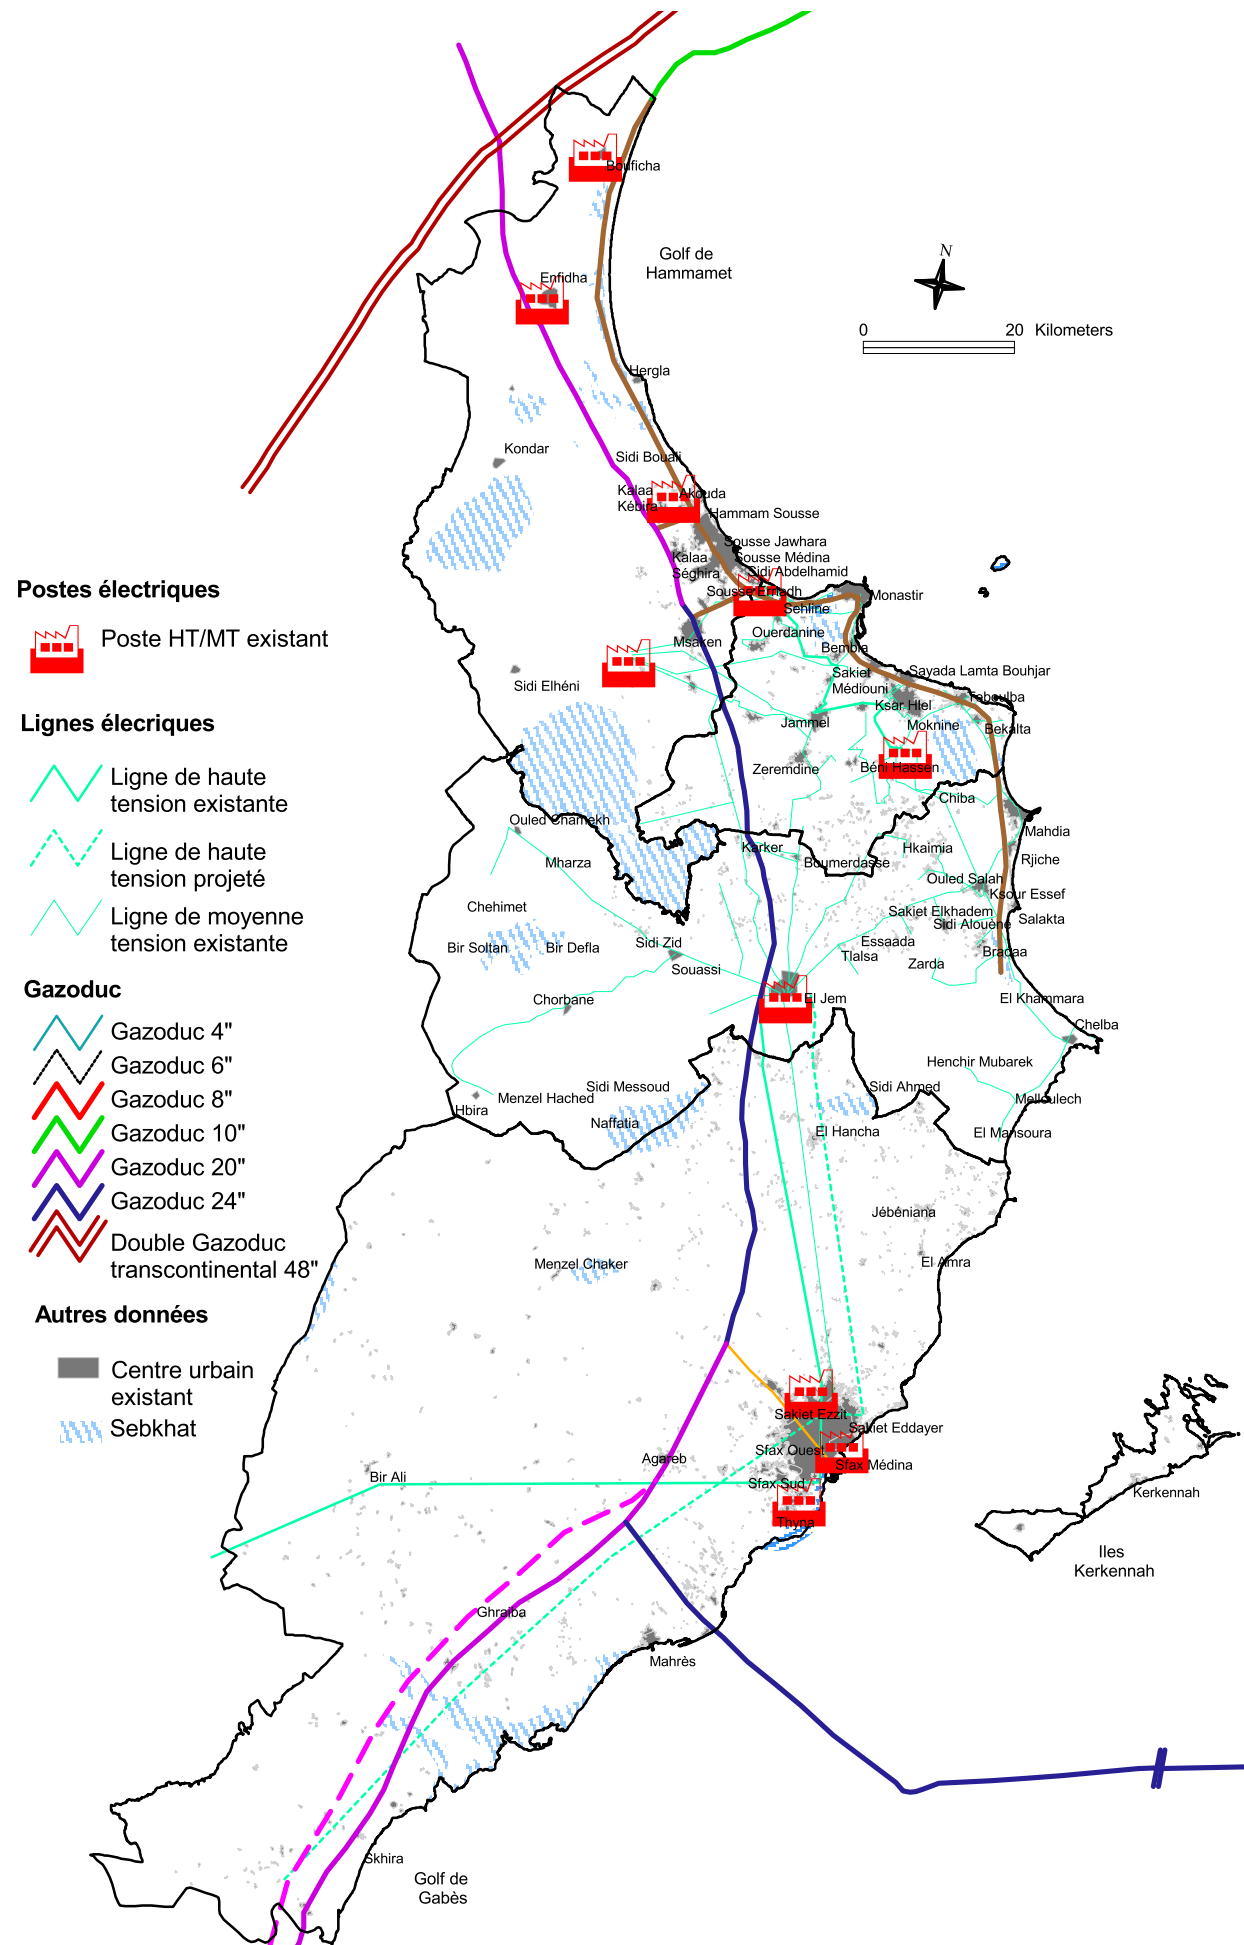 Bouficha
Golf de
Hammamet
N
Enfidha
0 20 Kilometers
Hergla
Kondar
Sidi Bouali
Kalaa
Kébira
Akouda
Hammam Sousse
Sousse Jawhara
Kalaa
Séghira
Sousse Médina
Sidi Abdelhamid
Sousse Erriadh
Monastir
Sehline
Ouerdanine
Msaken
Bembla
Postes électriques
Poste HT/MT existant
Sidi Elhéni
Sakiet
Médiouni
Sayada Lamta Bouhjar
Teboulba
Ksar Hlel
Jammel
Moknine
Bekalta
Lignes élecriques
Zeremdine
Béni Hassen
Ligne de haute
tension existante
Chiba
Ouled Chamekh
Mahdia
Ligne de haute
tension projeté
Karker
Hkaimia
Mharza
Boumerdasse
Rjiche
Ouled Salah
Ksour Essef
Ligne de moyenne
tension existante
Chehimet
Sakiet Elkhadem
Sidi Alouene
Salakta
Bir Soltan
Bir Defla
Sidi Zid
Essaada
Tlalsa
Bradaa
Zarda
Souassi
Gazoduc
Chorbane
El Jem
El Khammara
Gazoduc 4"
Chelba
Gazoduc 6"
Henchir Mubarek
Gazoduc 8"
Sidi Messoud
Sidi Ahmed
Menzel Hached
Melloulech
Hbira
Naffatia
El Hancha
El Mansoura
Gazoduc 10"
Gazoduc 20"
Gazoduc 24"
Jébéniana
Double Gazoduc
transcontinental 48"
Menzel Chaker
El Amra
Autres données
Centre urbain
existant
Sebkhat
Sakiet Ezzit
Sakiet Eddayer
Sfax Ouest
Agareb
Sfax Médina
Bir Ali
Sfax Sud
Kerkennah
Thyna
Iles
Kerkennah
Ghraiba
Mahrès
Skhira
Golf de
Gabès